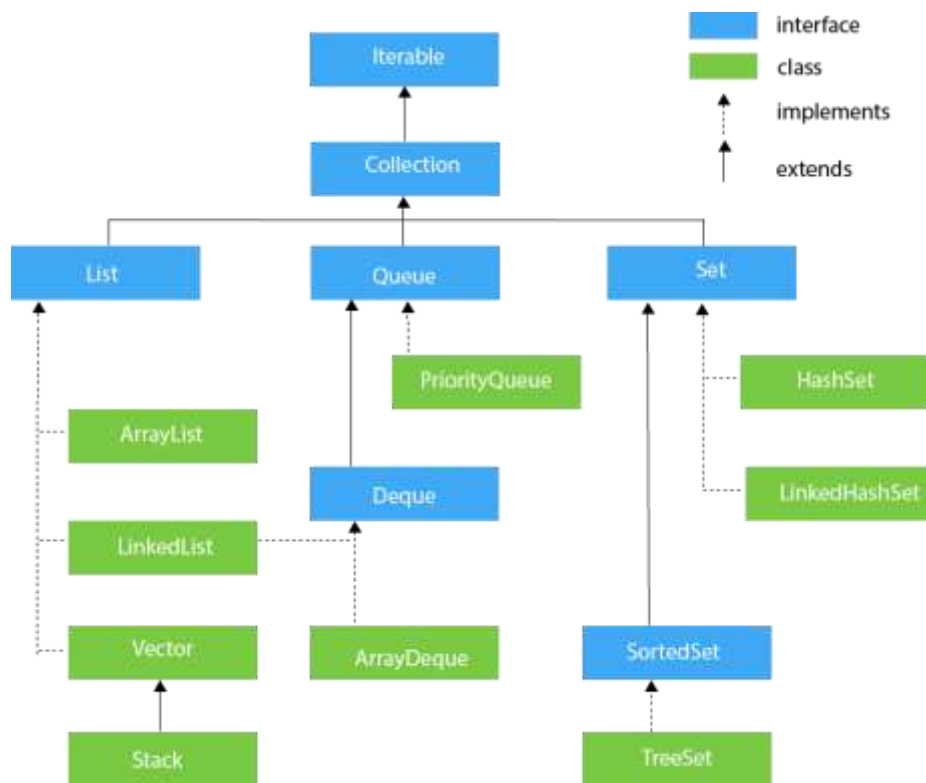 interface
Iterable
class
implements
Collection
extends
List
Queue
Set
PriorityQueue
HashSet
ArrayList
Deque
LinkedHashSet
LinkedList
Vector
ArrayDeque
SortedSet
Stack
TreeSet